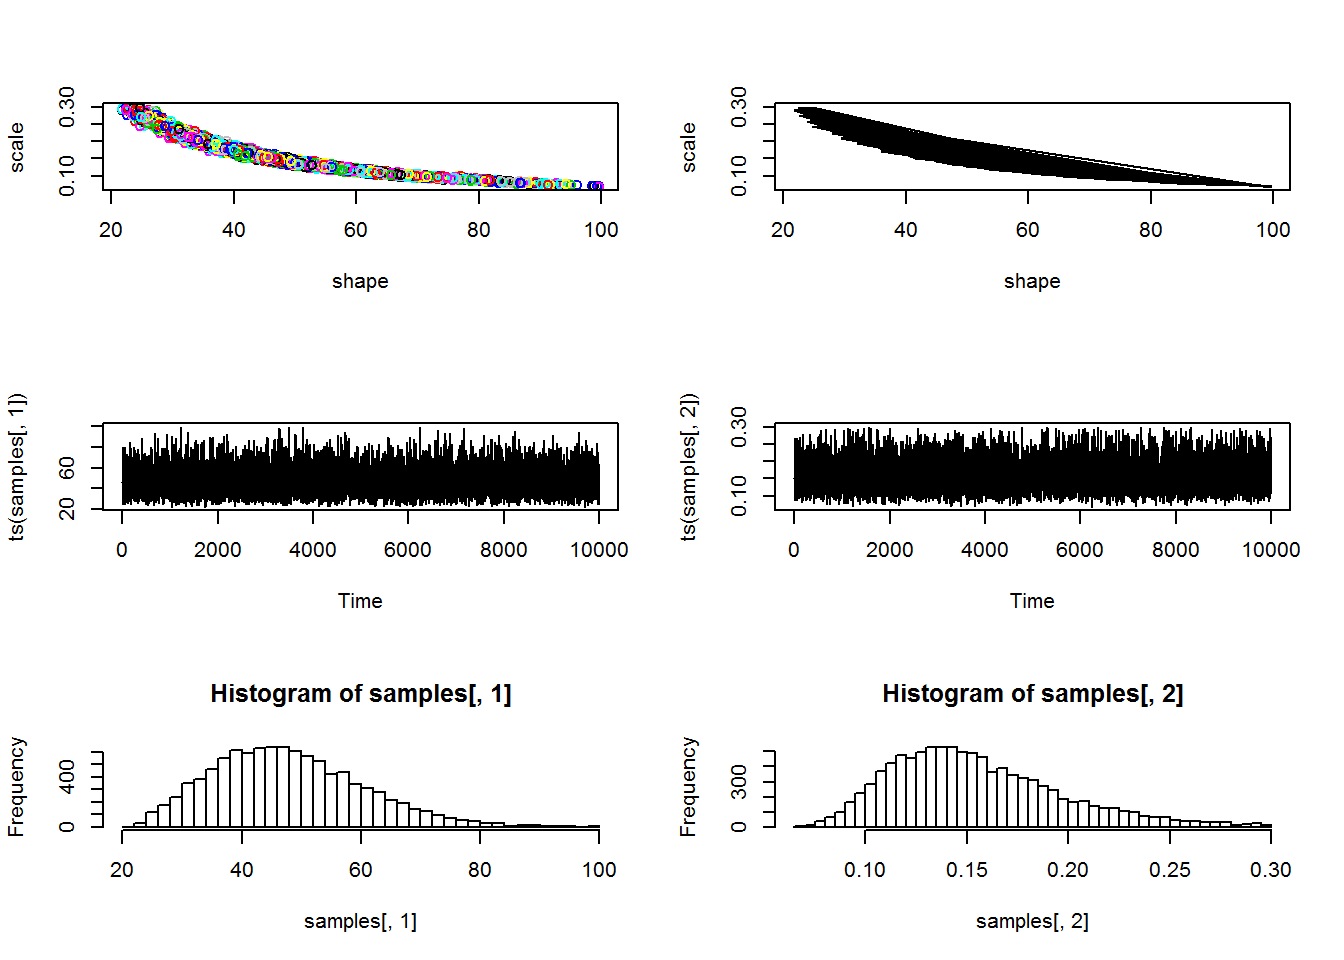 scale
0.10 0.30
20 40 60 80 100
shape
scale
0.10 0.30
20 40 60 80 100
shape
ts(samples[, 1])
20 60
0 2000 4000 6000 8000 10000
Time
ts(samples[, 2])
0.10 0.30
0 2000 4000 6000 8000 10000
Time
Histogram of samples[, 1]
Frequency
0 400
20 40 60 80 100
samples[, 1]
Histogram of samples[, 2]
Frequency
0 300
0.10 0.15 0.20 0.25 0.30
samples[, 2]